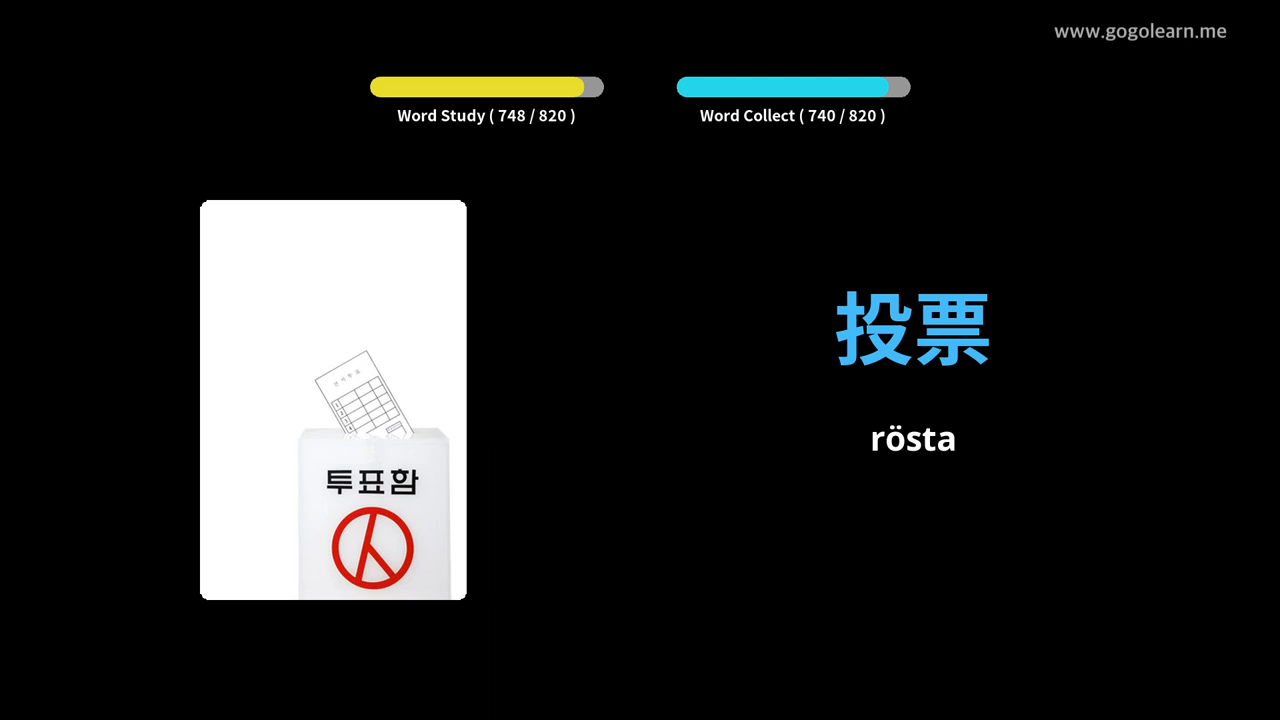 www.gogolearn.me
Word Study ( 748 / 820 )
Word Collect ( 740 / 820 )
投票
rösta
투표함